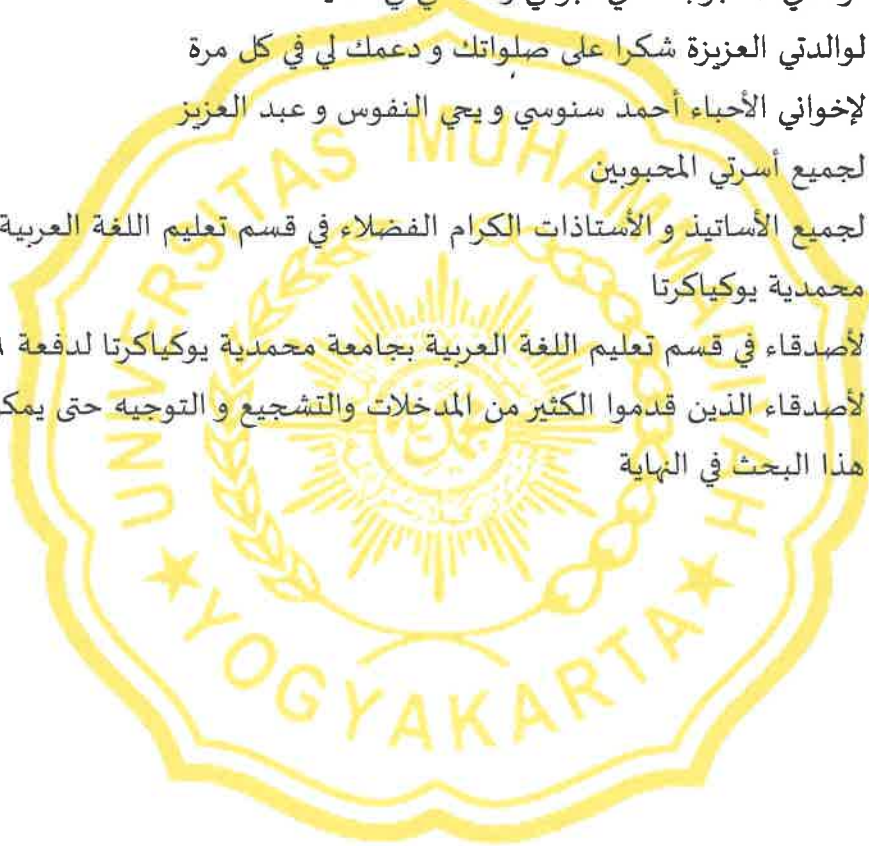 لوالدتي العزيزة شكرا على صلواتك و دعمك لي في كل مرة
لإخواني الأحباء أحمد سنوسي و يحي النفوس و عبد العزيز
لجميع أسرتي المحبوبين
لجميع الأساتيذ و الأستاذات الكرام الفضلاء في قسم تعليم اللغة العربية
محمدية يوكياكرتا
لأصدقاء في قسم تعليم اللغة العربية بجامعة محمدية يوكياكرتا لدفعة
لأصدقاء الذين قدموا الكثير من المدخلات والتشجيع و التوجيه حتى
هذا البحث في النهاية
UNIVERSITAS MUHAMMADIYAH
YOGYAKARTA